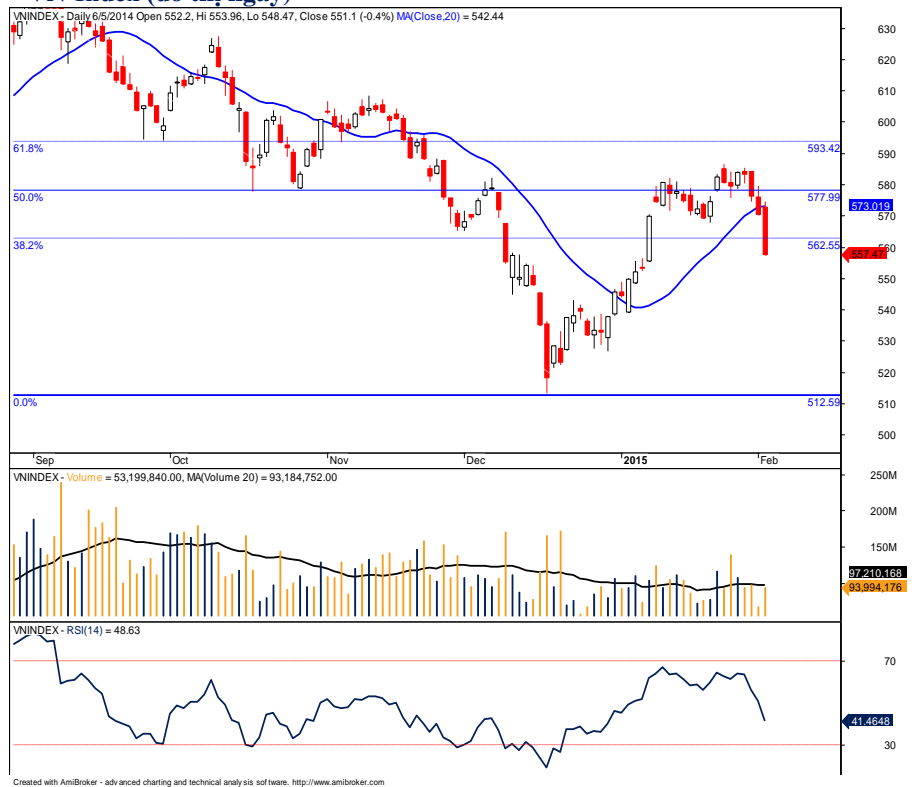 VN-Index (đồ thị ngày)
VNINDEX - Daily 6/5/2014 Open 552.2, Hi 553.96, Lo 548.47, Close 551.1 (-0.4%) MA(Close,20) = 542.44
630
620
610
600
61.8%
593.42
590
580
50.0%
577.99
573.019
570
38.2%
562.55
560
557.47
550
540
530
520
0.0%
512.59
510
500
Sep
Oct
Nov
Dec
2015
Feb
VNINDEX - Volume = 53,199,840.00, MA(Volume 20) = 93,184,752.00
250M
200M
150M
97,210,168
93,994,176
VNINDEX - RSI(14) = 48.63
70
41.4648
30
Created with AmiBroker - advanced charting and technical analysis software. http://www.amibroker.com